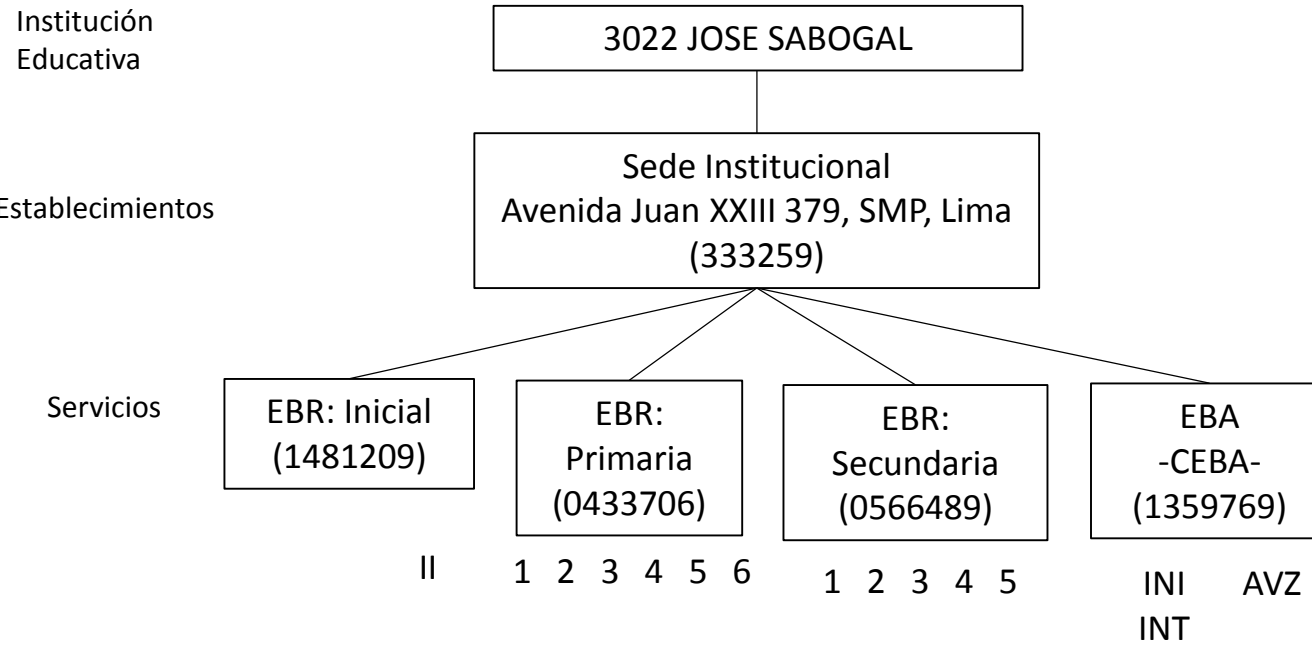 Institución
Educativa
3022 JOSE SABOGAL
Establecimientos
Sede Institucional
Avenida Juan XXIII 379, SMP, Lima
(333259)
Servicios
EBR: Inicial
(1481209)
EBR:
Primaria
(0433706)
EBR:
Secundaria
(0566489)
EBA
-CEBA-
(1359769)
II
1 2 3 4 5 6
1 2 3 4 5
INI AVZ
INT